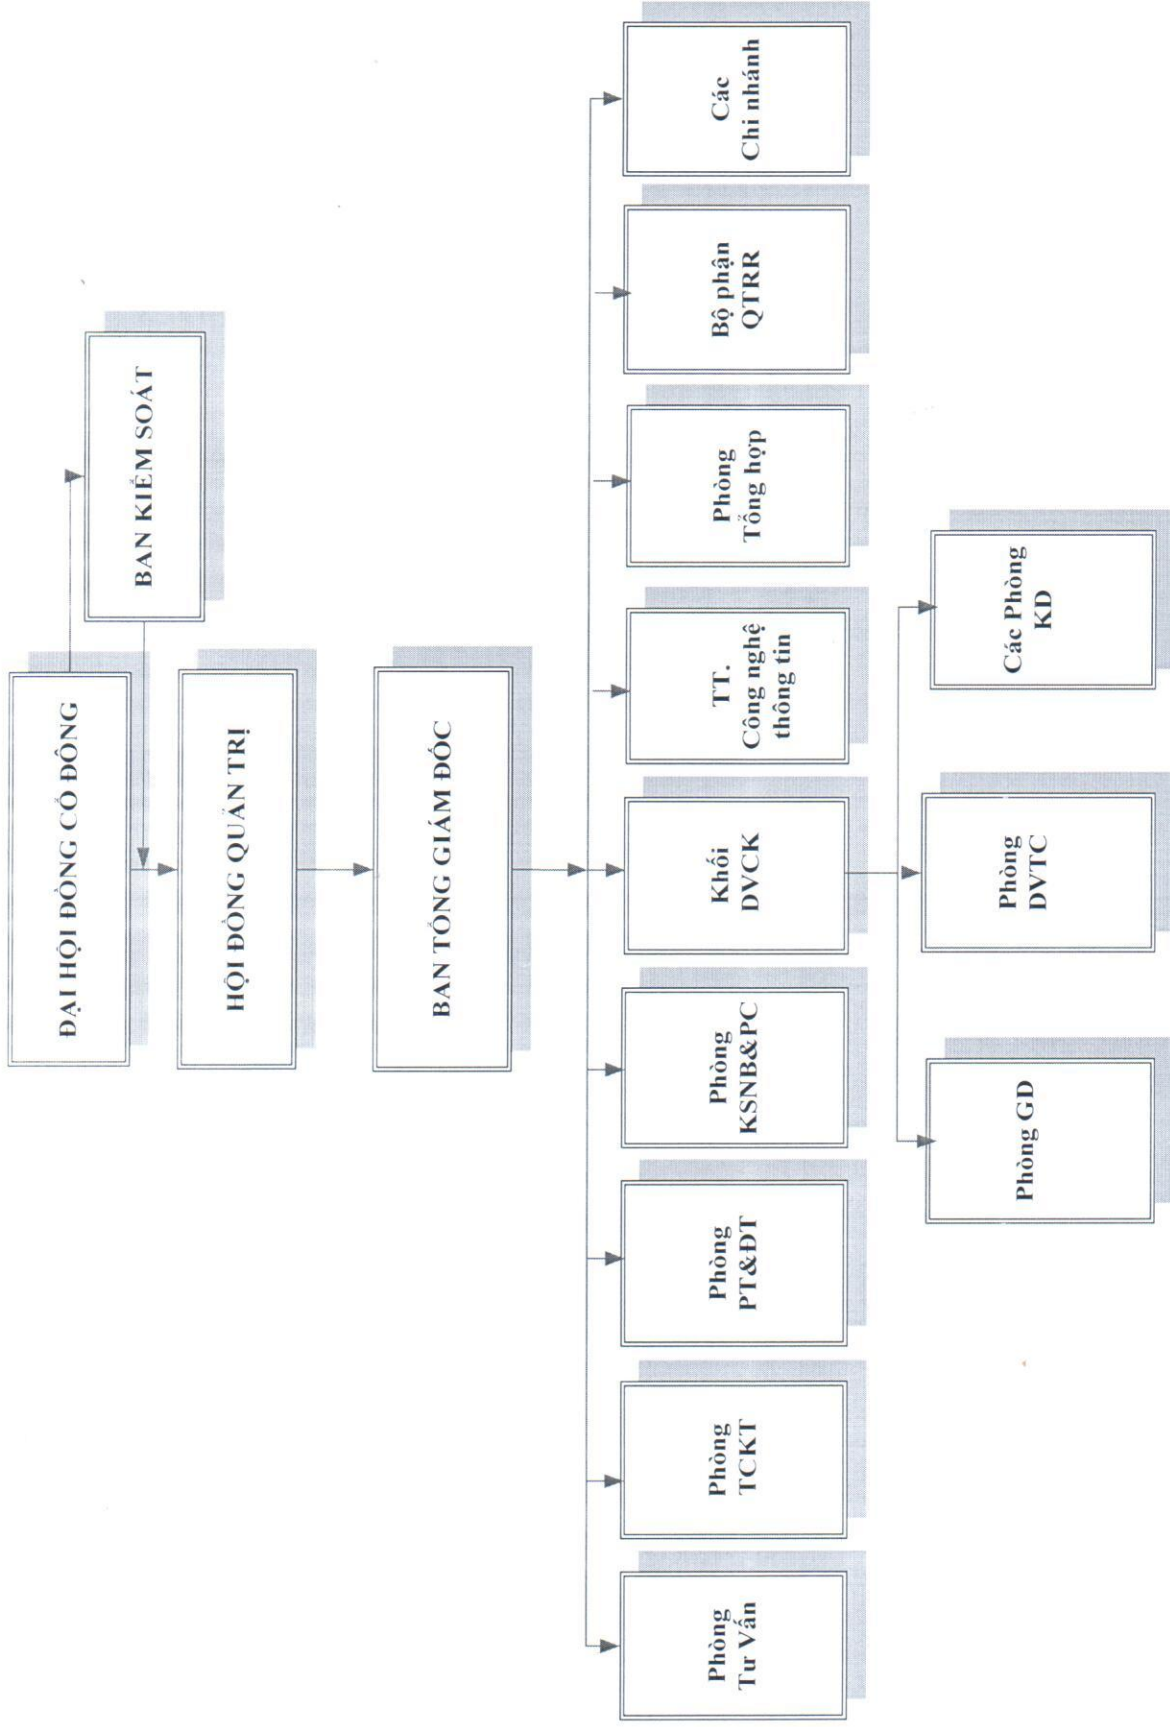 ĐẠI HỘI ĐỒNG CỔ ĐÔNG
BAN KIỂM SOÁT
HỘI ĐỒNG QUẢN TRỊ
BAN TỔNG GIÁM ĐỐC
Phòng
Tư Vấn
Phòng
TCKT
Phòng
PT&ĐT
Phòng
KSNB&PC
Khối
DVCK
TT.
Công nghệ
thông tin
Phòng
Tổng hợp
Bộ phận
QTRR
Các
Chi nhánh
Phòng GD
Phòng
DVTC
Các Phòng
KD